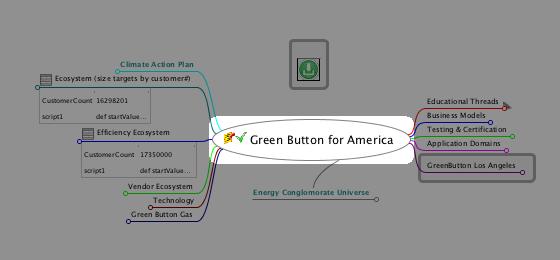 Climate Action Plan
Ecosystem (size targets by customer#)
CustomerCount 16298201
script1 def startValue...
Efficiency Ecosystem
CustomerCount 17350000
script1 def startValue...
Vendor Ecosystem
Technology
Green Button Gas
Green Button for America
Energy Conglomorate Universe
Educational Threads
Business Models
Testing & Certification
Application Domains
GreenButton Los Angeles